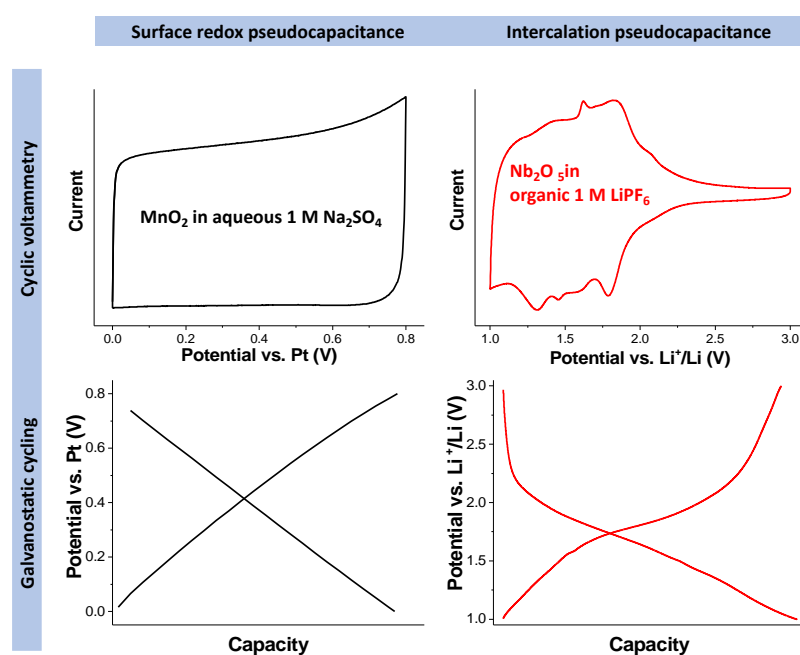 Surface redox pseudocapacitance
Intercalation pseudocapacitance
Cyclic voltammetry
Current
MnO₂ in aqueous 1 M Na₂SO₄
0.0 0.2 0.4 0.6 0.8
Potential vs. Pt (V)
Current
Nb₂O ₅in
organic 1 M LiPF₆
1.0 1.5 2.0 2.5 3.0
Potential vs. Li⁺/Li (V)
Galvanostatic cycling
Potential vs. Pt (V)
0.8
0.6
0.4
0.2
0.0
Capacity
Potential vs. Li⁺/Li (V)
3.0
2.5
2.0
1.5
1.0
Capacity